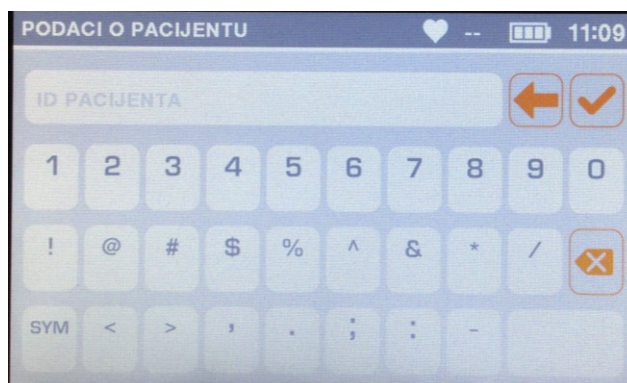 PODACI O PACIJENTU -- 11:09
ID PACIJENTA
1 2 3 4 5 6 7 8 9 0
! @ # $ % ^ & * /
SYM < > , . ; : -